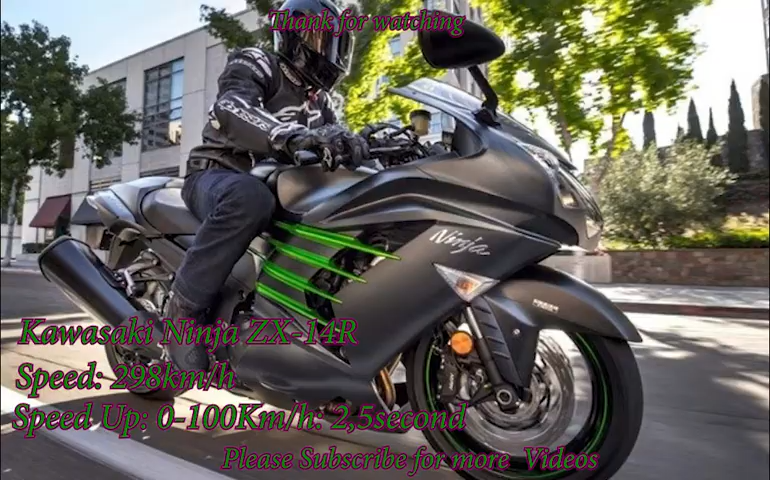 Thank for watching
Ninja
Kawasaki Ninja ZX-14R
Speed: 298km/h
Speed Up: 0-100Km/h: 2,5second
Please Subscribe for more Videos